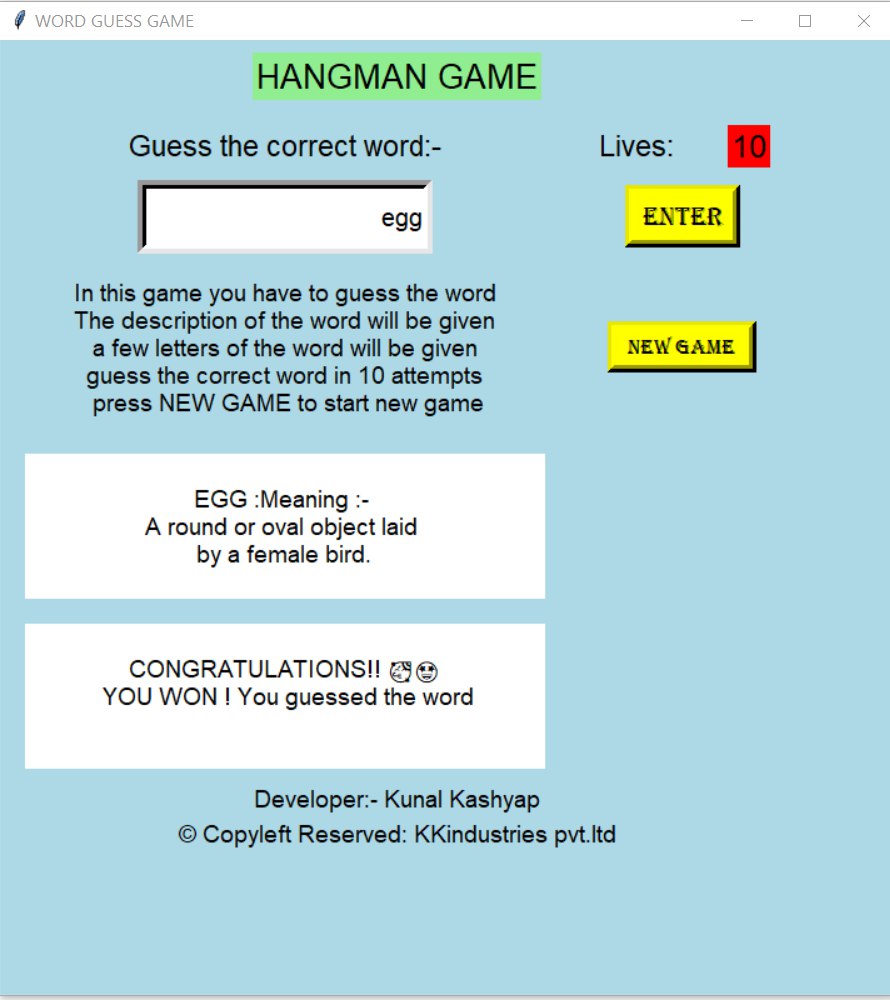 WORD GUESS GAME
HANGMAN GAME
Guess the correct word:-
Lives: 10
egg
ENTER
In this game you have to guess the word
The description of the word will be given
a few letters of the word will be given
guess the correct word in 10 attempts
press NEW GAME to start new game
NEW GAME
EGG :Meaning :-
A round or oval object laid
by a female bird.
CONGRATULATIONS!! 🥳🤩
YOU WON ! You guessed the word
Developer:- Kunal Kashyap
© Copyleft Reserved: KKindustries pvt.ltd